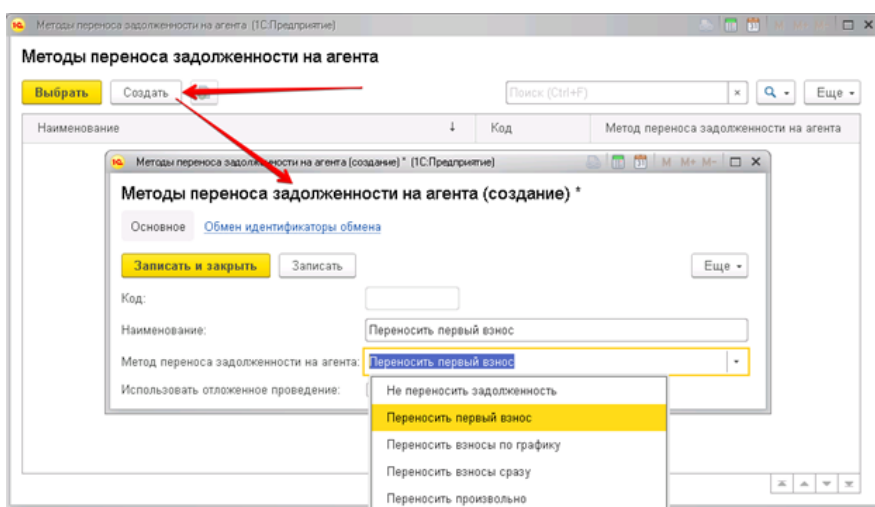 Методы переноса задолженности на агента (1С:Предприятие)
M M+ M-
Методы переноса задолженности на агента
Выбрать Создать Поиск (Ctrl+F) × Еще
Наименование ↓ Код Метод переноса задолженности на агента
Методы переноса задолженности на агента (создание) * (1С:Предприятие) M M+ M-
Методы переноса задолженности на агента (создание) *
Основное Обмен идентификаторы обмена
Записать и закрыть Записать Еще
Код:
Наименование: Переносить первый взнос
Метод переноса задолженности на агента: Переносить первый взнос
Использовать отложенное проведение:
Не переносить задолженность
Переносить первый взнос
Переносить взносы по графику
Переносить взносы сразу
Переносить произвольно